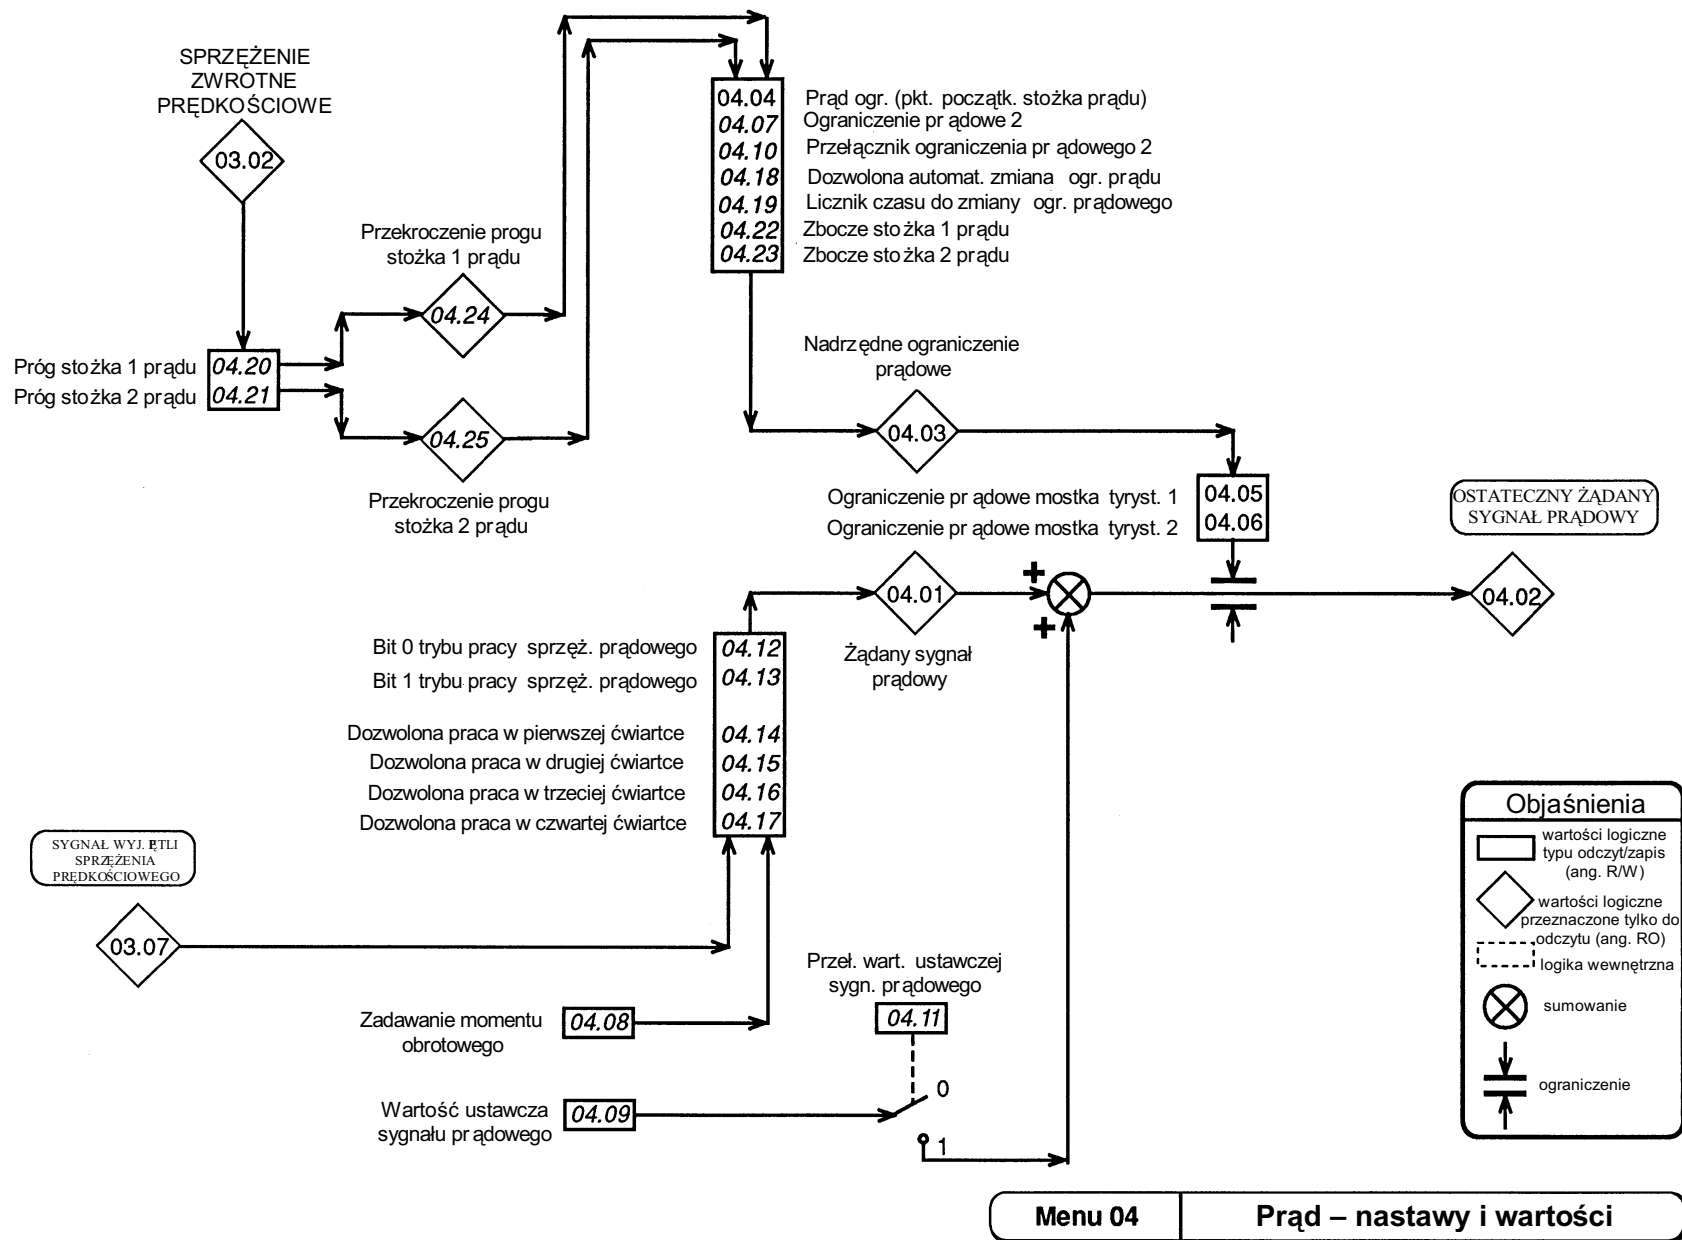 SPRZĘŻENIE
ZWROTNE
PRĘDKOŚCIOWE
03.02
04.04 Prąd ogr. (pkt. początk. stożka prądu)
04.07 Ograniczenie pr ądowe 2
04.10 Przełącznik ograniczenia pr ądowego 2
04.18 Dozwolona automat. zmiana ogr. prądu
04.19 Licznik czasu do zmiany ogr. prądowego
04.22 Zbocze sto żka 1 prądu
04.23 Zbocze sto żka 2 prądu
Przekroczenie progu
stożka 1 prądu
04.24
Próg stożka 1 prądu 04.20
Próg stożka 2 prądu 04.21
04.25
Przekroczenie progu
stożka 2 prądu
Nadrzędne ograniczenie
prądowe
04.03
Ograniczenie pr ądowe mostka tyryst. 1 04.05
Ograniczenie pr ądowe mostka tyryst. 2 04.06
OSTATECZNY ŻĄDANY
SYGNAŁ PRĄDOWY
04.02
04.01
+
+
Żądany sygnał
prądowy
Bit 0 trybu pracy sprzęż. prądowego 04.12
Bit 1 trybu pracy sprzęż. prądowego 04.13
Dozwolona praca w pierwszej ćwiartce 04.14
Dozwolona praca w drugiej ćwiartce 04.15
Dozwolona praca w trzeciej ćwiartce 04.16
Dozwolona praca w czwartej ćwiartce 04.17
SYGNAŁ WYJ. PĘTLI
SPRZĘŻENIA
PRĘDKOŚCIOWEGO
03.07
Zadawanie momentu
obrotowego
04.08
Przeł. wart. ustawczej
sygn. prądowego
04.11
0
Wartość ustawcza
sygnału prądowego
04.09
1
Objaśnienia
wartości logiczne
typu odczyt/zapis
(ang. R/W)
wartości logiczne
przeznaczone tylko do
odczytu (ang. RO)
logika wewnętrzna
sumowanie
ograniczenie
Menu 04 Prąd – nastawy i wartości